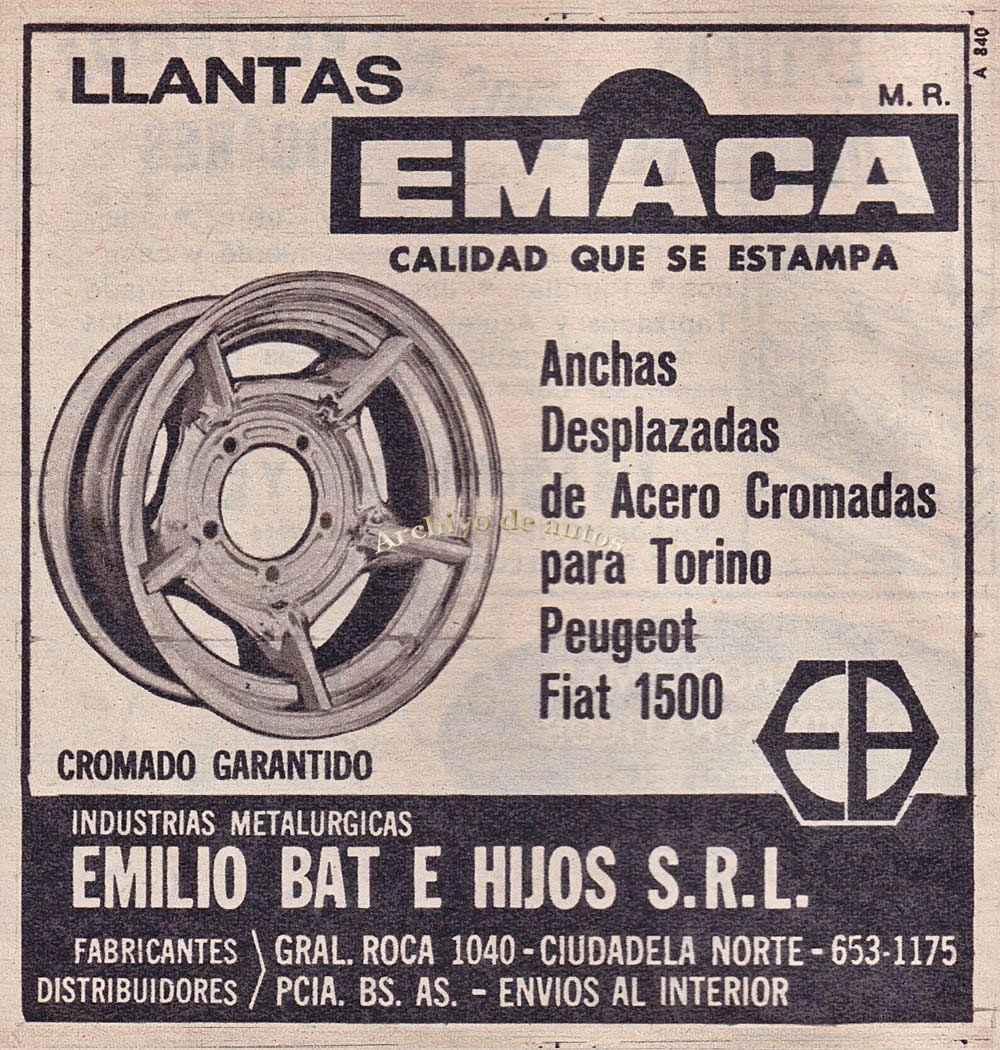 A 840
LLANTAS
M. R.
EMACA
CALIDAD QUE SE ESTAMPA
Anchas
Desplazadas
de Acero Cromadas
para Torino
Peugeot
Fiat 1500
Archivo de autos
CROMADO GARANTIDO
EB
INDUSTRIAS METALURGICAS
EMILIO BAT E HIJOS S.R.L.
FABRICANTES GRAL. ROCA 1040 - CIUDADELA NORTE - 653-1175
DISTRIBUIDORES PCIA. BS. AS. - ENVIOS AL INTERIOR